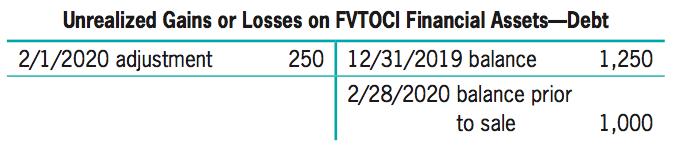 Unrealized Gains or Losses on FVTOCI Financial Assets—Debt
2/1/2020 adjustment 250 12/31/2019 balance 1,250
2/28/2020 balance prior
to sale 1,000